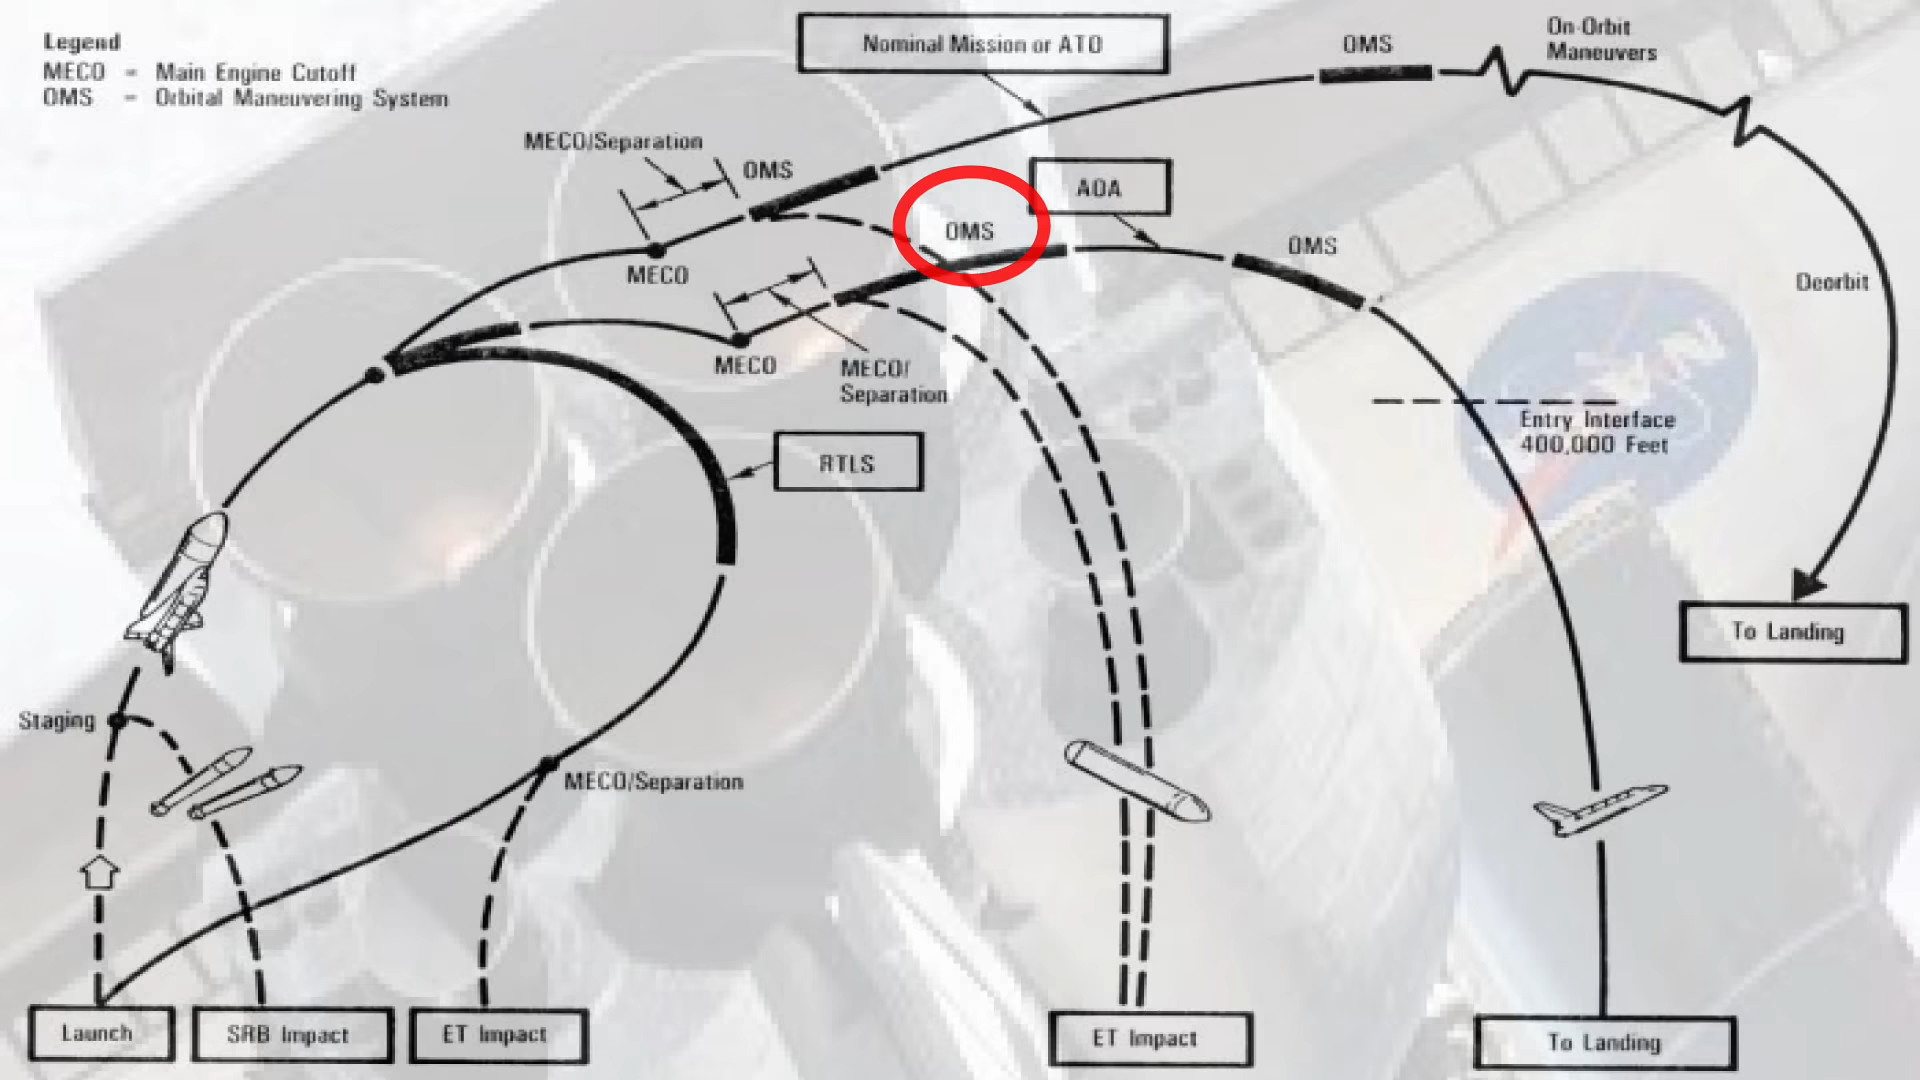 Legend
MECO - Main Engine Cutoff
OMS - Orbital Maneuvering System
Nominal Mission or ATO
OMS
On-Orbit
Maneuvers
MECO/Separation
OMS
AOA
OMS
OMS
MECO
Deorbit
MECO
MECO/
Separation
Entry Interface
400,000 Feet
RTLS
To Landing
Staging
MECO/Separation
Launch
SRB Impact
ET Impact
ET Impact
To Landing